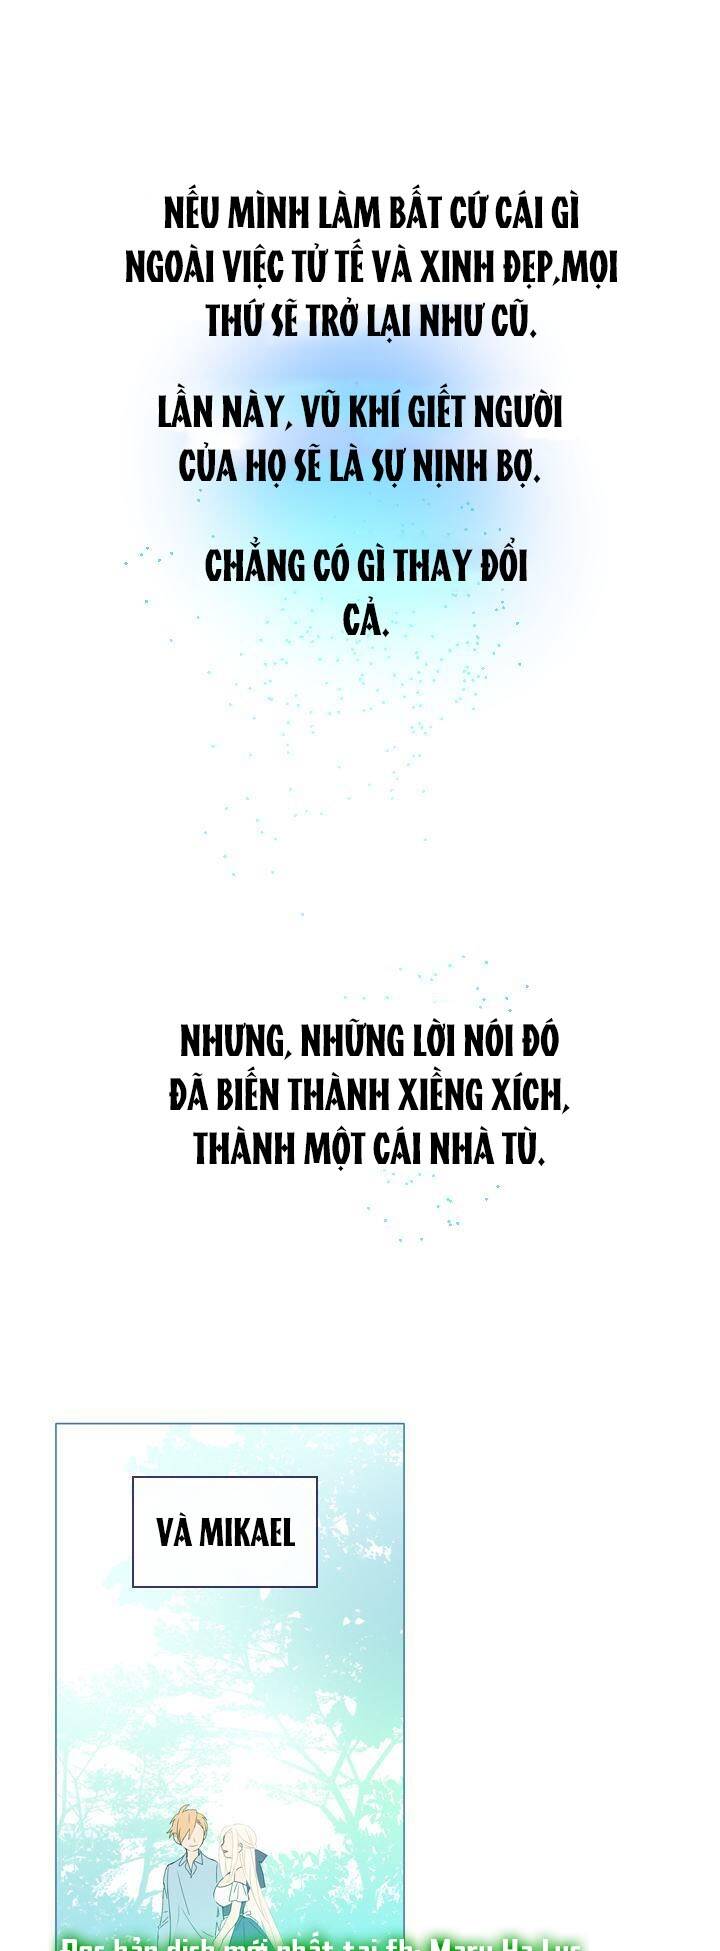 NẾU MÌNH LÀM BẤT CỨ CÁI GÌ
NGOÀI VIỆC TỬ TẾ VÀ XINH ĐẸP,MỌI
THỨ SẼ TRỞ LẠI NHƯ CŨ.
LẦN NÀY, VŨ KHÍ GIẾT NGƯỜI
CỦA HỌ SẼ LÀ SỰ NỊNH BỢ.
CHẲNG CÓ GÌ THAY ĐỔI
CẢ.
NHƯNG, NHỮNG LỜI NÓI ĐÓ
ĐÃ BIẾN THÀNH XIỀNG XÍCH,
THÀNH MỘT CÁI NHÀ TÙ.
VÀ MIKAEL
Đọc bản dịch mới nhất tại fb Mary Ha Luc